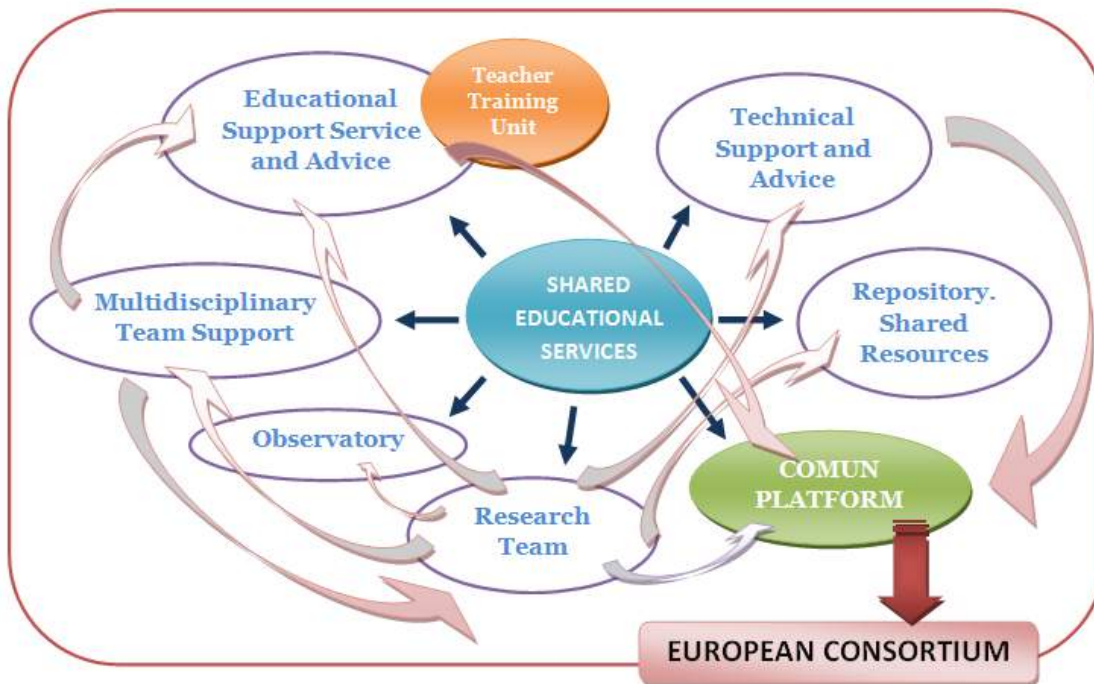 Educational
Support Service
and Advice
Teacher
Training
Unit
Technical
Support and
Advice
Multidisciplinary
Team Support
SHARED
EDUCATIONAL
SERVICES
Repository.
Shared
Resources
Observatory
Research
Team
COMUN
PLATFORM
EUROPEAN CONSORTIUM